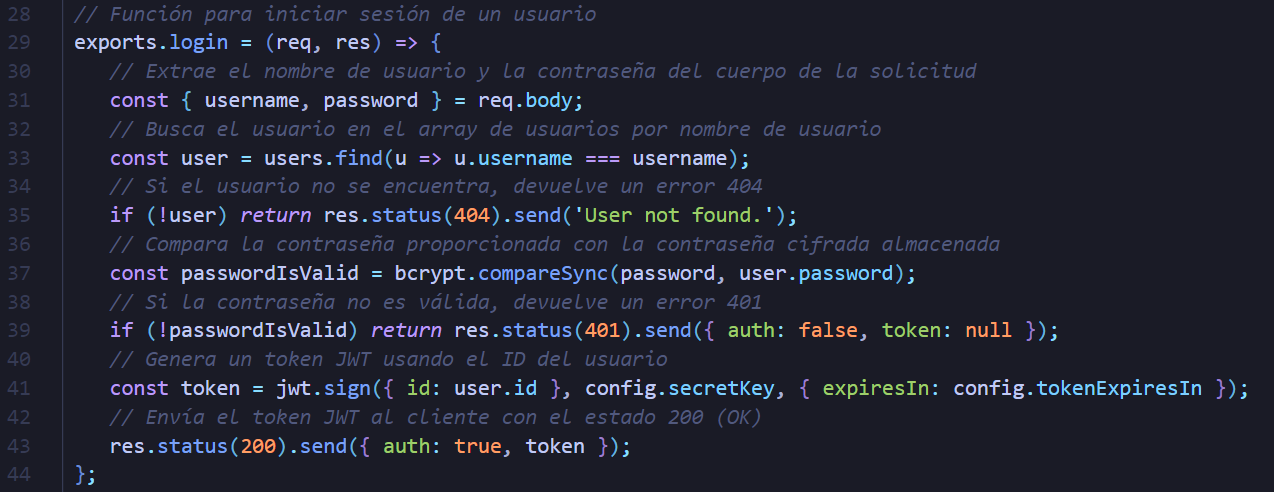 28 // Función para iniciar sesión de un usuario
29 exports.login = (req, res) => {
30 // Extrae el nombre de usuario y la contraseña del cuerpo de la solicitud
31 const { username, password } = req.body;
32 // Busca el usuario en el array de usuarios por nombre de usuario
33 const user = users.find(u => u.username === username);
34 // Si el usuario no se encuentra, devuelve un error 404
35 if (!user) return res.status(404).send('User not found.');
36 // Compara la contraseña proporcionada con la contraseña cifrada almacenada
37 const passwordIsValid = bcrypt.compareSync(password, user.password);
38 // Si la contraseña no es válida, devuelve un error 401
39 if (!passwordIsValid) return res.status(401).send({ auth: false, token: null });
40 // Genera un token JWT usando el ID del usuario
41 const token = jwt.sign({ id: user.id }, config.secretKey, { expiresIn: config.tokenExpiresIn });
42 // Envía el token JWT al cliente con el estado 200 (OK)
43 res.status(200).send({ auth: true, token });
44 };